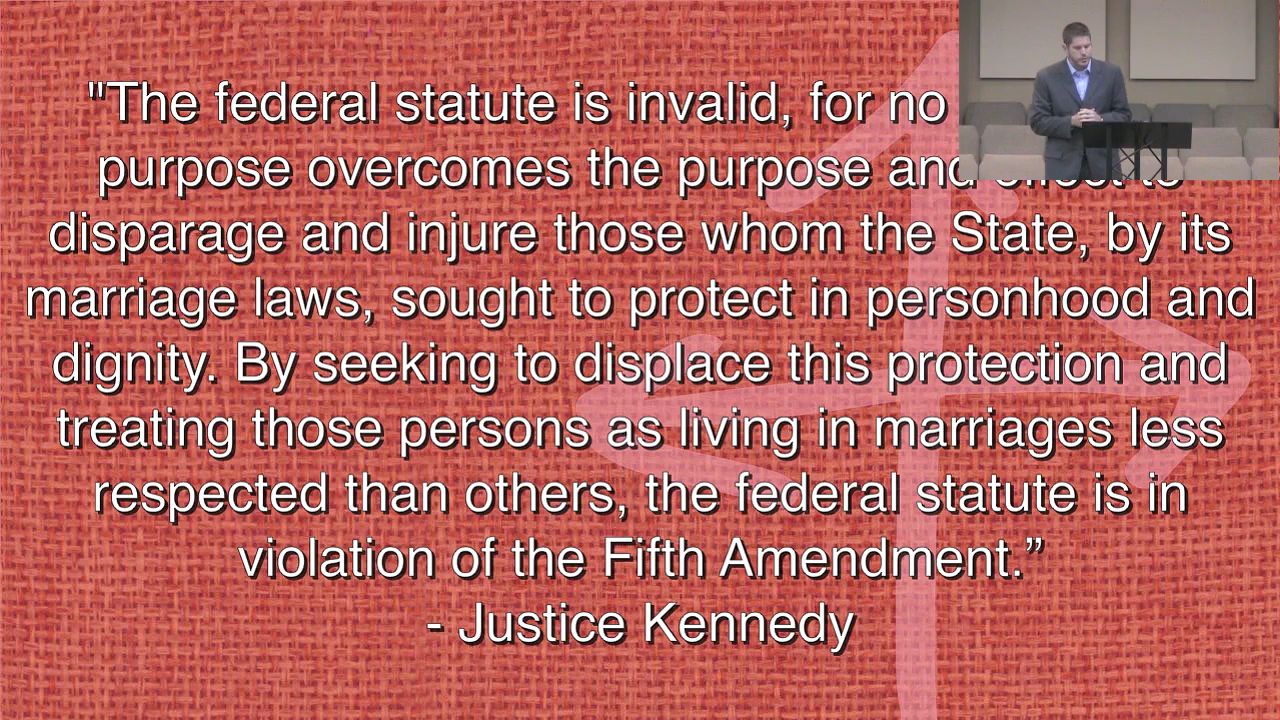 "The federal statute is invalid, for no
purpose overcomes the purpose and effect to
disparage and injure those whom the State, by its
marriage laws, sought to protect in personhood and
dignity. By seeking to displace this protection and
treating those persons as living in marriages less
respected than others, the federal statute is in
violation of the Fifth Amendment.”
- Justice Kennedy